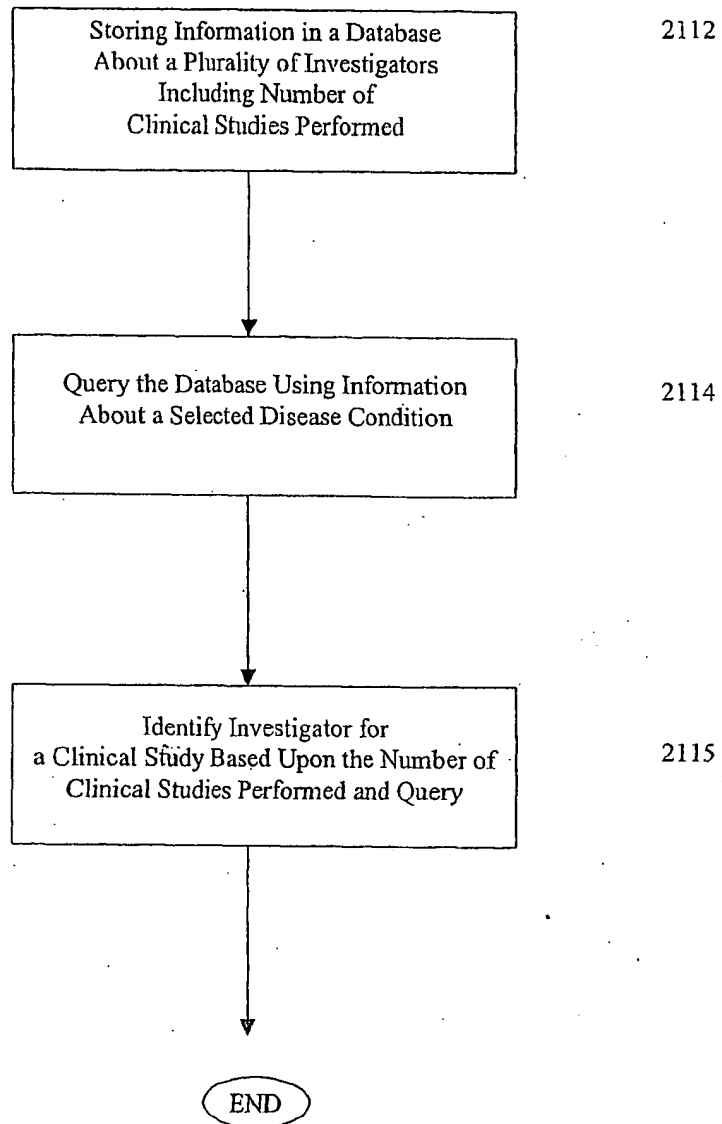 Storing Information in a Database
About a Plurality of Investigators
Including Number of
Clinical Studies Performed
2112
Query the Database Using Information
About a Selected Disease Condition
2114
Identify Investigator for
a Clinical Study Based Upon the Number of
Clinical Studies Performed and Query
2115
END